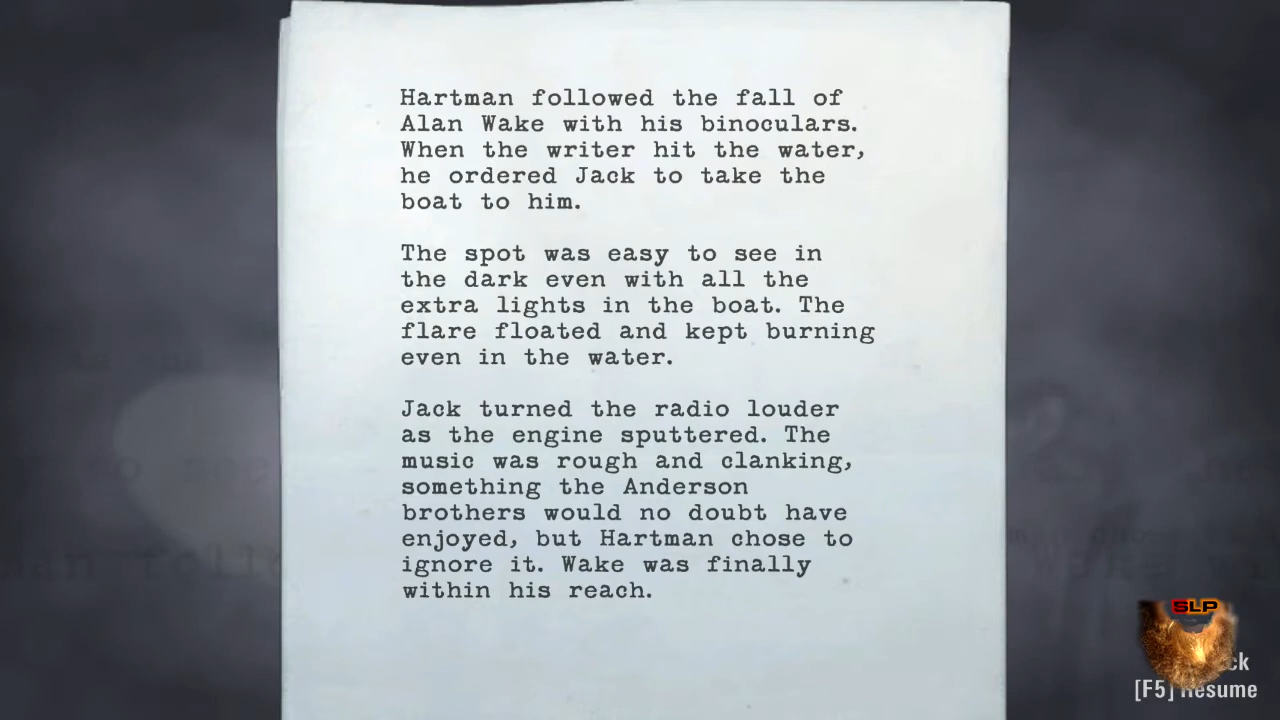 Hartman followed the fall of
Alan Wake with his binoculars.
When the writer hit the water,
he ordered Jack to take the
boat to him.
The spot was easy to see in
the dark even with all the
extra lights in the boat. The
flare floated and kept burning
even in the water.
Jack turned the radio louder
as the engine sputtered. The
music was rough and clanking,
something the Anderson
brothers would no doubt have
enjoyed, but Hartman chose to
ignore it. Wake was finally
within his reach.
SLP
[F5] Resume